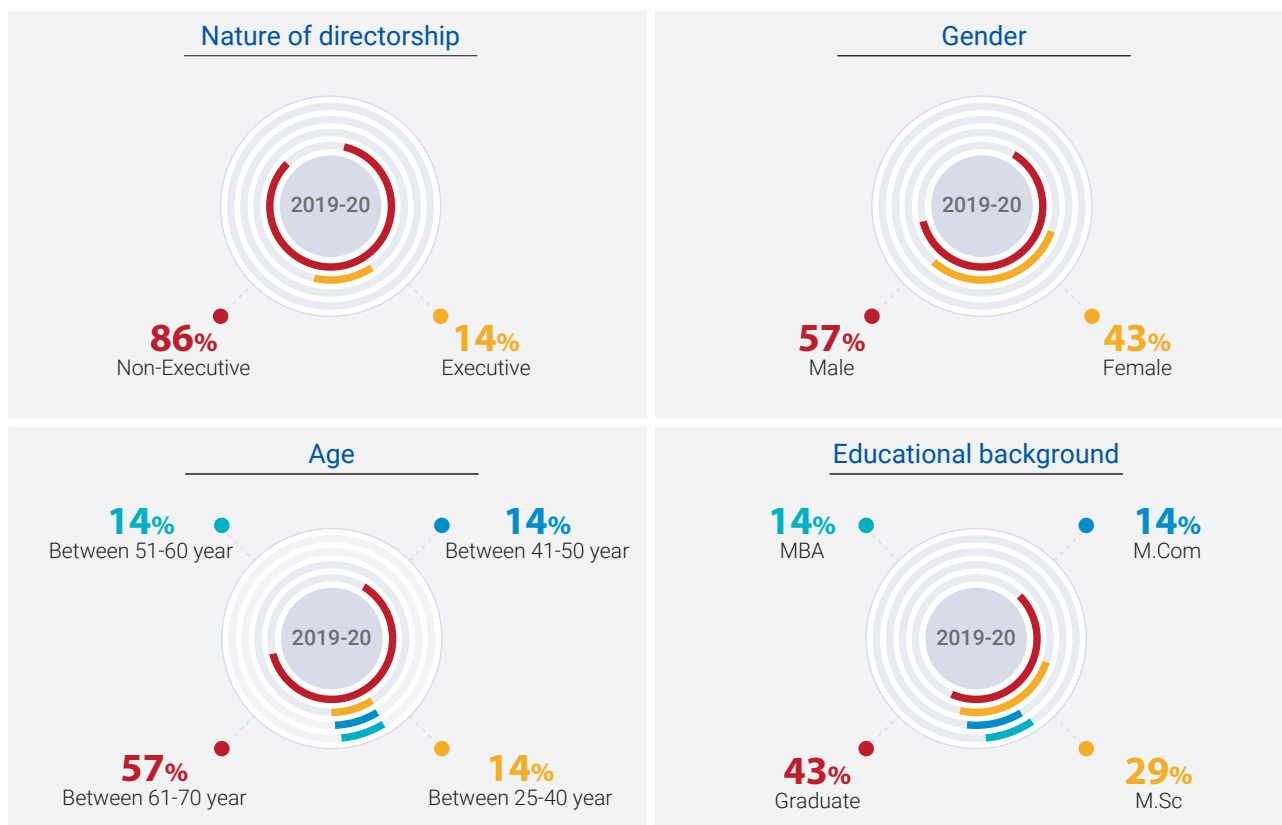 Nature of directorship
2019-20
86%
Non-Executive
14%
Executive
Gender
2019-20
57%
Male
43%
Female
Age
14%
Between 51-60 year
14%
Between 41-50 year
2019-20
57%
Between 61-70 year
14%
Between 25-40 year
Educational background
14%
MBA
14%
M.Com
2019-20
43%
Graduate
29%
M.Sc